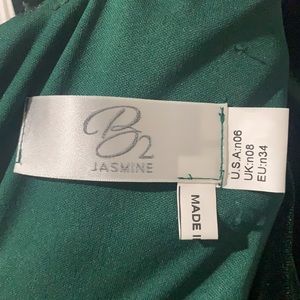 B2
JASMINE
U.S.A:n06
UK:n08
EU:n34
MADE I